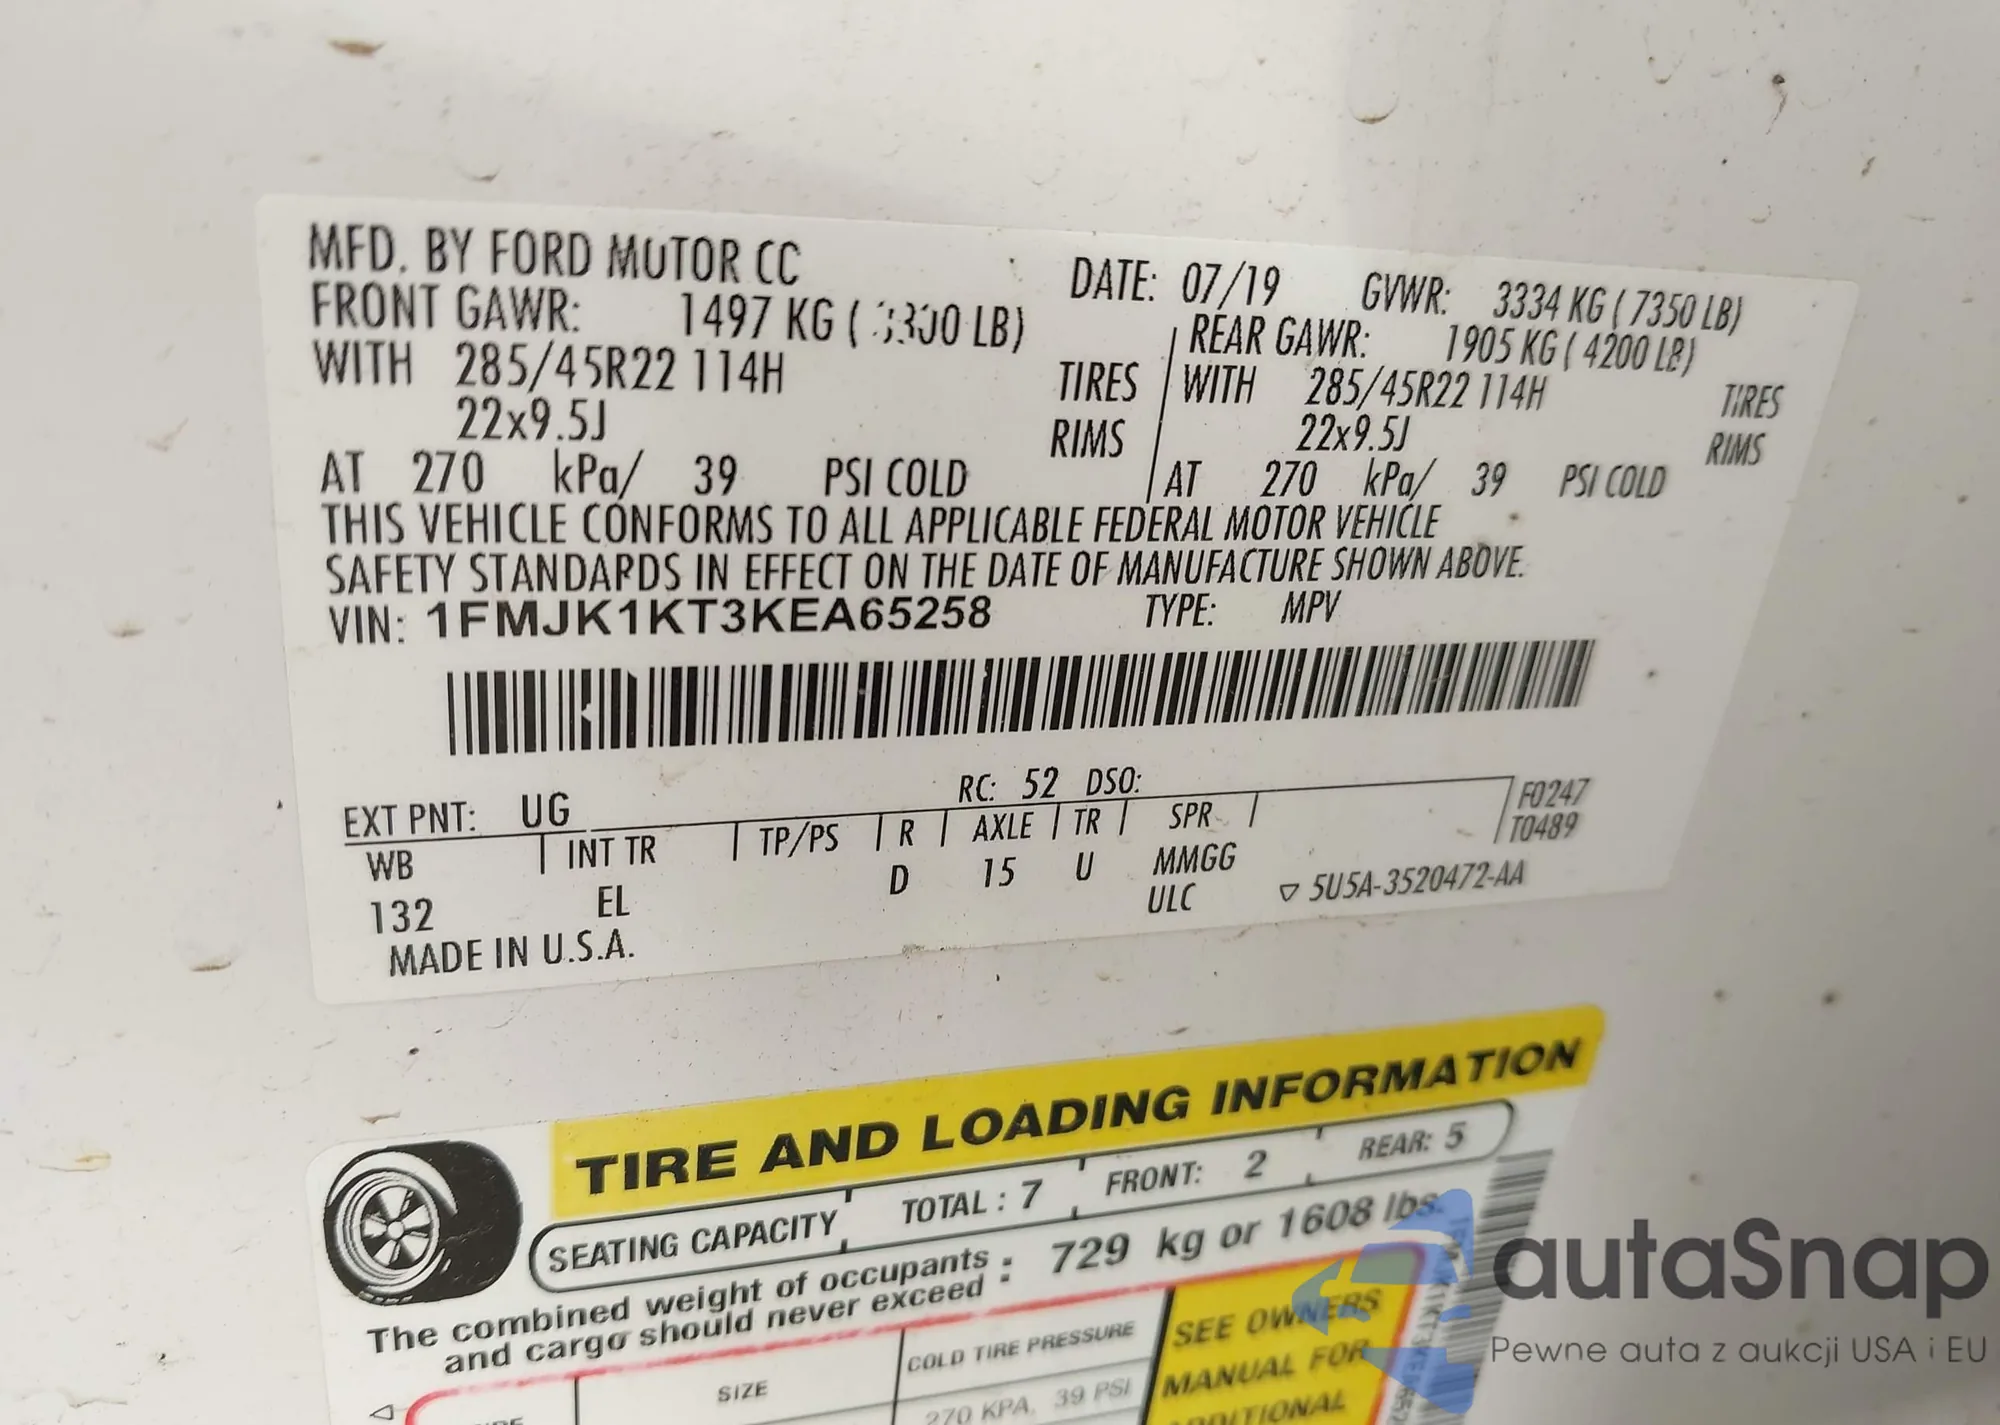 MFD. BY FORD MOTOR CC
DATE: 07/19 GVWR: 3334 KG ( 7350 LB)
FRONT GAWR: 1497 KG ( 3300 LB)
REAR GAWR: 1905 KG ( 4200 LB)
WITH 285/45R22 114H TIRES
WITH 285/45R22 114H TIRES
22x9.5J RIMS
22x9.5J RIMS
AT 270 kPa/ 39 PSI COLD
AT 270 kPa/ 39 PSI COLD
THIS VEHICLE CONFORMS TO ALL APPLICABLE FEDERAL MOTOR VEHICLE
SAFETY STANDARDS IN EFFECT ON THE DATE OF MANUFACTURE SHOWN ABOVE.
VIN: 1FMJK1KT3KEA65258 TYPE: MPV
EXT PNT: UG RC: 52 DSO:
F0247
T0489
WB INT TR TP/PS R AXLE TR SPR
132 EL D 15 U MMGG
ULC
▽ 5U5A-3520472-AA
MADE IN U.S.A.
TIRE AND LOADING INFORMATION
SEATING CAPACITY TOTAL : 7 FRONT: 2 REAR: 5
The combined weight of occupants
and cargo should never exceed : 729 kg or 1608 lbs.
SIZE COLD TIRE PRESSURE
270 KPA, 39 PSI
SEE OWNERS
MANUAL FOR
ADDITIONAL
autaSnap
Pewne auta z aukcji USA i EU